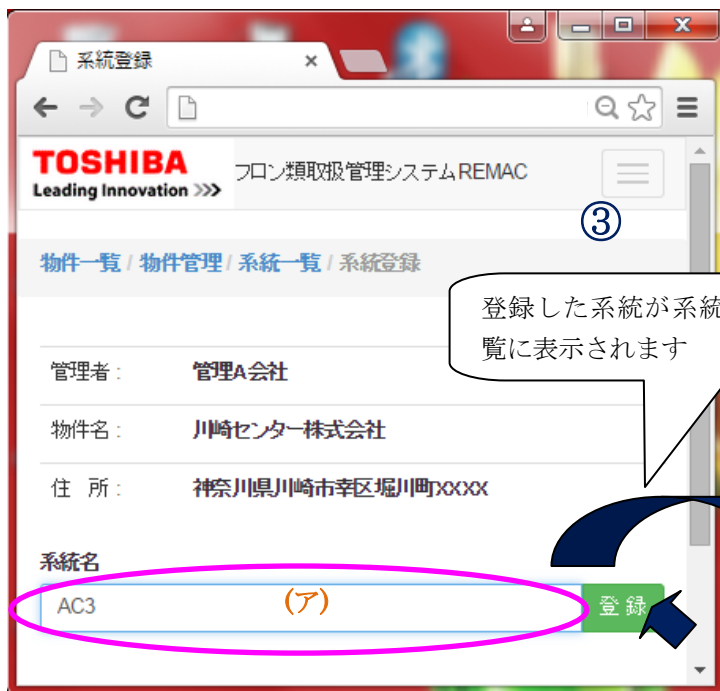 系統登録
TOSHIBA
Leading Innovation >>>
フロン類取扱管理システムREMAC
③
物件一覧 / 物件管理 / 系統一覧 / 系統登録
登録した系統が系統
覧に表示されます
管理者： 管理A会社
物件名： 川崎センター株式会社
住 所： 神奈川県川崎市幸区堀川町XXXX
系統名
AC3 (ア) 登録